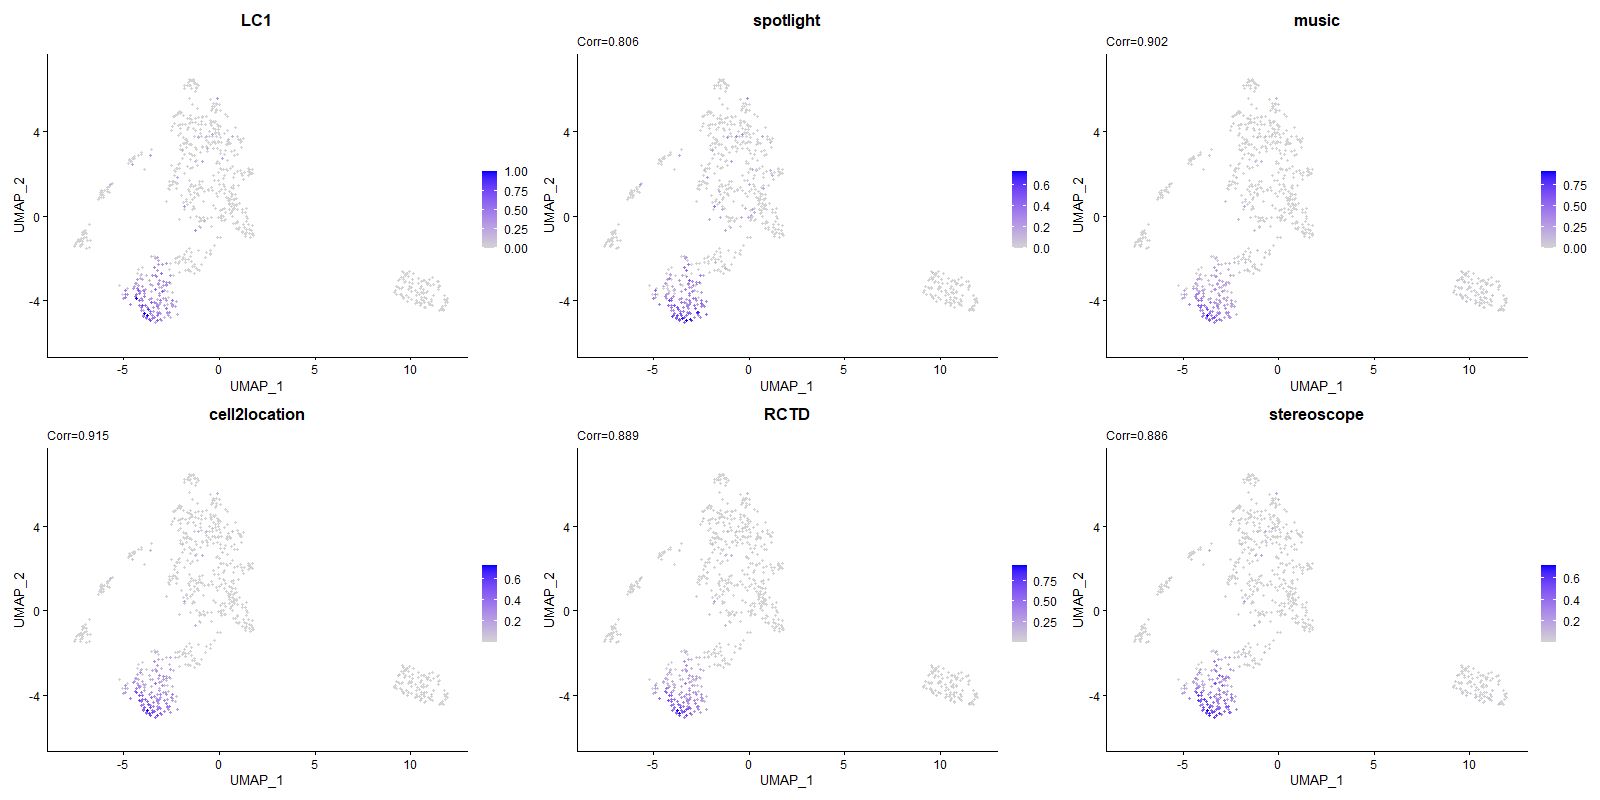 LC1
4
0
-4
-5
0
5
10
UMAP_1
UMAP_2
1.00
0.75
0.50
0.25
0.00
spotlight
Corr=0.806
4
0
-4
-5
0
5
10
UMAP_1
UMAP_2
0.6
0.4
0.2
0.0
music
Corr=0.902
4
0
-4
-5
0
5
10
UMAP_1
UMAP_2
0.75
0.50
0.25
0.00
cell2location
Corr=0.915
4
0
-4
-5
0
5
10
UMAP_1
UMAP_2
0.6
0.4
0.2
RCTD
Corr=0.889
4
0
-4
-5
0
5
10
UMAP_1
UMAP_2
0.75
0.50
0.25
stereoscope
Corr=0.886
4
0
-4
-5
0
5
10
UMAP_1
UMAP_2
0.6
0.4
0.2